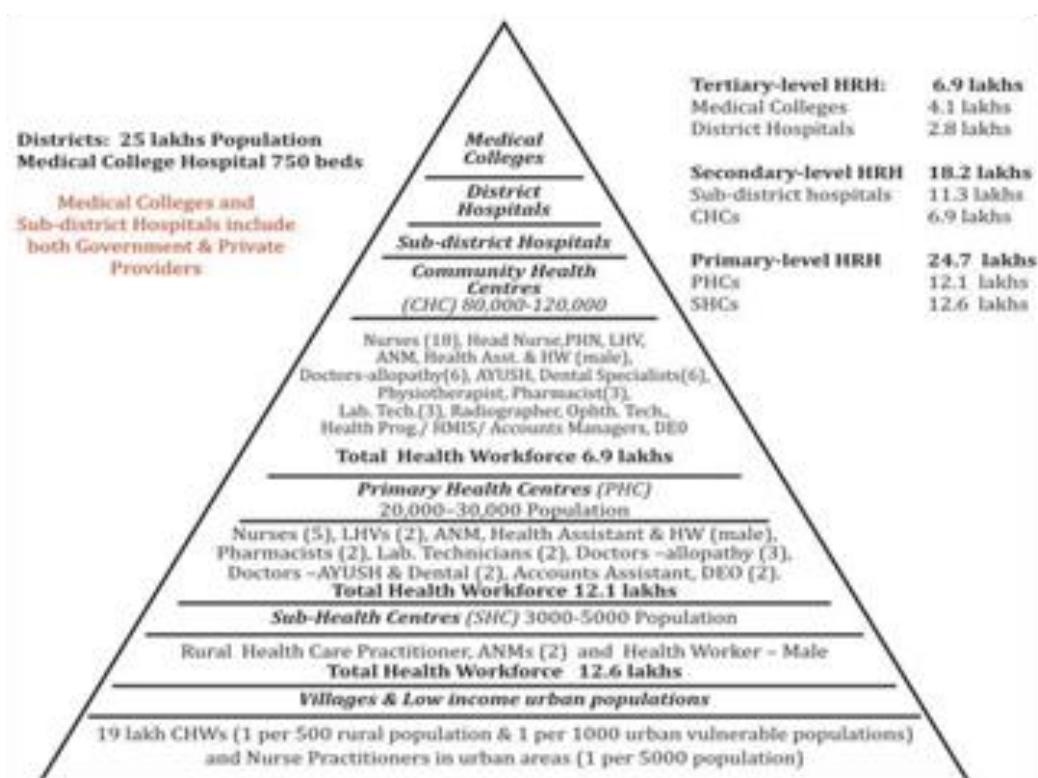 Districts: 25 lakhs Population
Medical College Hospital 750 beds
Medical Colleges and
Sub-district Hospitals include
both Government & Private
Providers
Medical
Colleges
District
Hospitals
Sub-district Hospitals
Community Health
Centres
(CHC) 80,000-120,000
Nurses (18), Head Nurse,PHN, LHV,
ANM, Health Asst. & HW (male),
Doctors-allopathy(6), AYUSH, Dental Specialists(6),
Physiotherapist, Pharmacist(3),
Lab. Tech.(3), Radiographer, Ophth. Tech.,
Health Prog./ HMIS/ Accounts Managers, DEO
Total Health Workforce 6.9 lakhs
Primary Health Centres (PHC)
20,000–30,000 Population
Nurses (5), LHVs (2), ANM, Health Assistant & HW (male),
Pharmacists (2), Lab. Technicians (2), Doctors –allopathy (3),
Doctors –AYUSH & Dental (2), Accounts Assistant, DEO (2).
Total Health Workforce 12.1 lakhs
Sub-Health Centres (SHC) 3000-5000 Population
Rural Health Care Practitioner, ANMs (2) and Health Worker – Male
Total Health Workforce 12.6 lakhs
Villages & Low income urban populations
19 lakh CHWs (1 per 500 rural population & 1 per 1000 urban vulnerable populations)
and Nurse Practitioners in urban areas (1 per 5000 population)
Tertiary-level HRH: 6.9 lakhs
Medical Colleges 4.1 lakhs
District Hospitals 2.8 lakhs
Secondary-level HRH 18.2 lakhs
Sub-district hospitals 11.3 lakhs
CHCs 6.9 lakhs
Primary-level HRH 24.7 lakhs
PHCs 12.1 lakhs
SHCs 12.6 lakhs